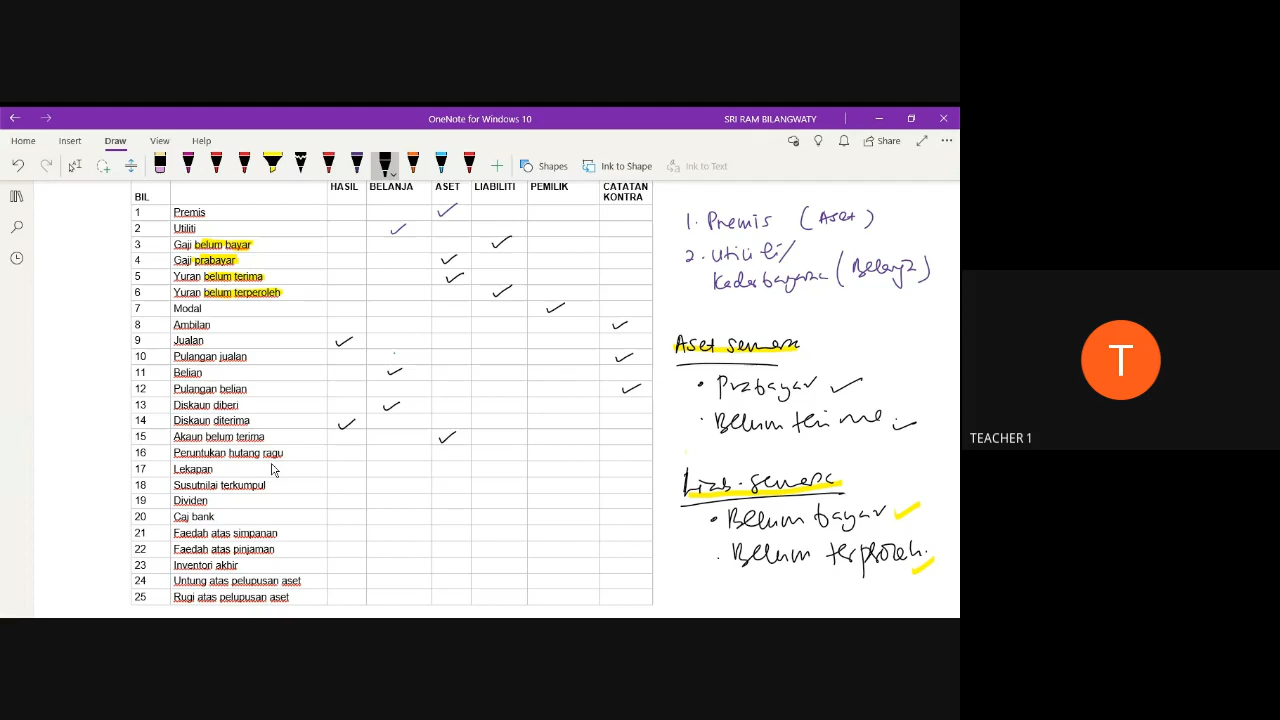 OneNote for Windows 10
SRI RAM BILANGWATY
Home Insert Draw View Help
Share
Shapes
Ink to Shape
Ink to Text
BIL HASIL BELANJA ASET LIABILITI PEMILIK CATATAN KONTRA
1 Premis
2 Utiliti
3 Gaji belum bayar
4 Gaji prabayar
5 Yuran belum terima
6 Yuran belum terperoleh
7 Modal
8 Ambilan
9 Jualan
10 Pulangan jualan
11 Belian
12 Pulangan belian
13 Diskaun diberi
14 Diskaun diterima
15 Akaun belum terima
16 Peruntukan hutang ragu
17 Lekapan
18 Susutnilai terkumpul
19 Dividen
20 Caj bank
21 Faedah atas simpanan
22 Faedah atas pinjaman
23 Inventori akhir
24 Untung atas pelupusan aset
25 Rugi atas pelupusan aset
1. Premis (Aset)
2. Utiliti/
(Belanja)
Aset semasa
• Prabayar
• Belum terima
Liab. semasa
• Belum bayar
• Belum terperoleh.
T
TEACHER 1